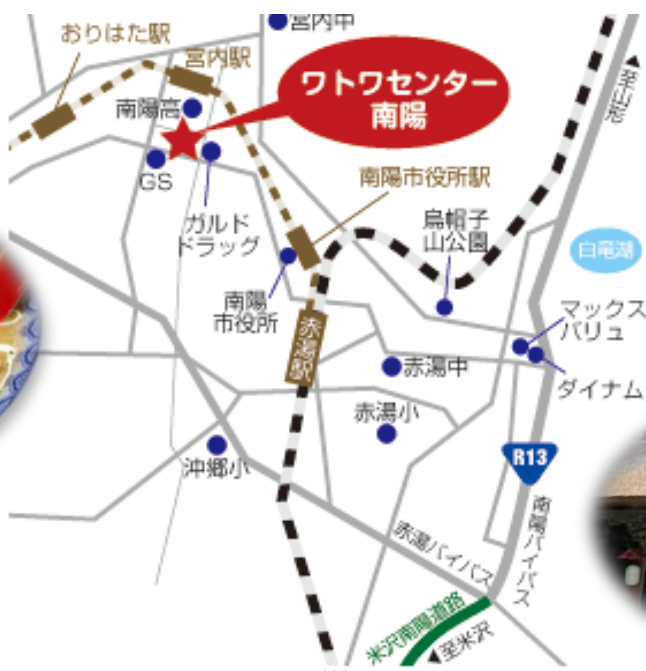 宮内中
おりはた駅
宮内駅
ワトワセンター
南陽
南陽高
▲至山形
GS
ガルド
ドラッグ
南陽市役所駅
烏帽子
山公園
白竜湖
南陽
市役所
マックス
バリュ
赤湯駅
赤湯中
ダイナム
赤湯小
沖郷小
R13
南陽バイパス
赤湯バイパス
米沢南陽道路
▲至米沢